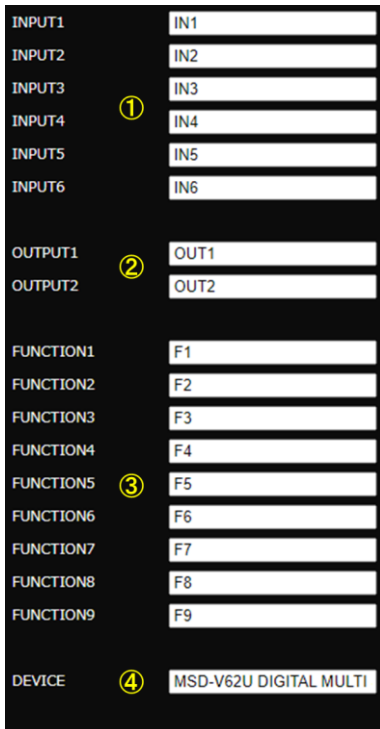 INPUT1 IN1
INPUT2 IN2
INPUT3 IN3
①
INPUT4 IN4
INPUT5 IN5
INPUT6 IN6
OUTPUT1 OUT1
②
OUTPUT2 OUT2
FUNCTION1 F1
FUNCTION2 F2
FUNCTION3 F3
FUNCTION4 F4
FUNCTION5 ③ F5
FUNCTION6 F6
FUNCTION7 F7
FUNCTION8 F8
FUNCTION9 F9
DEVICE ④ MSD-V62U DIGITAL MULTI